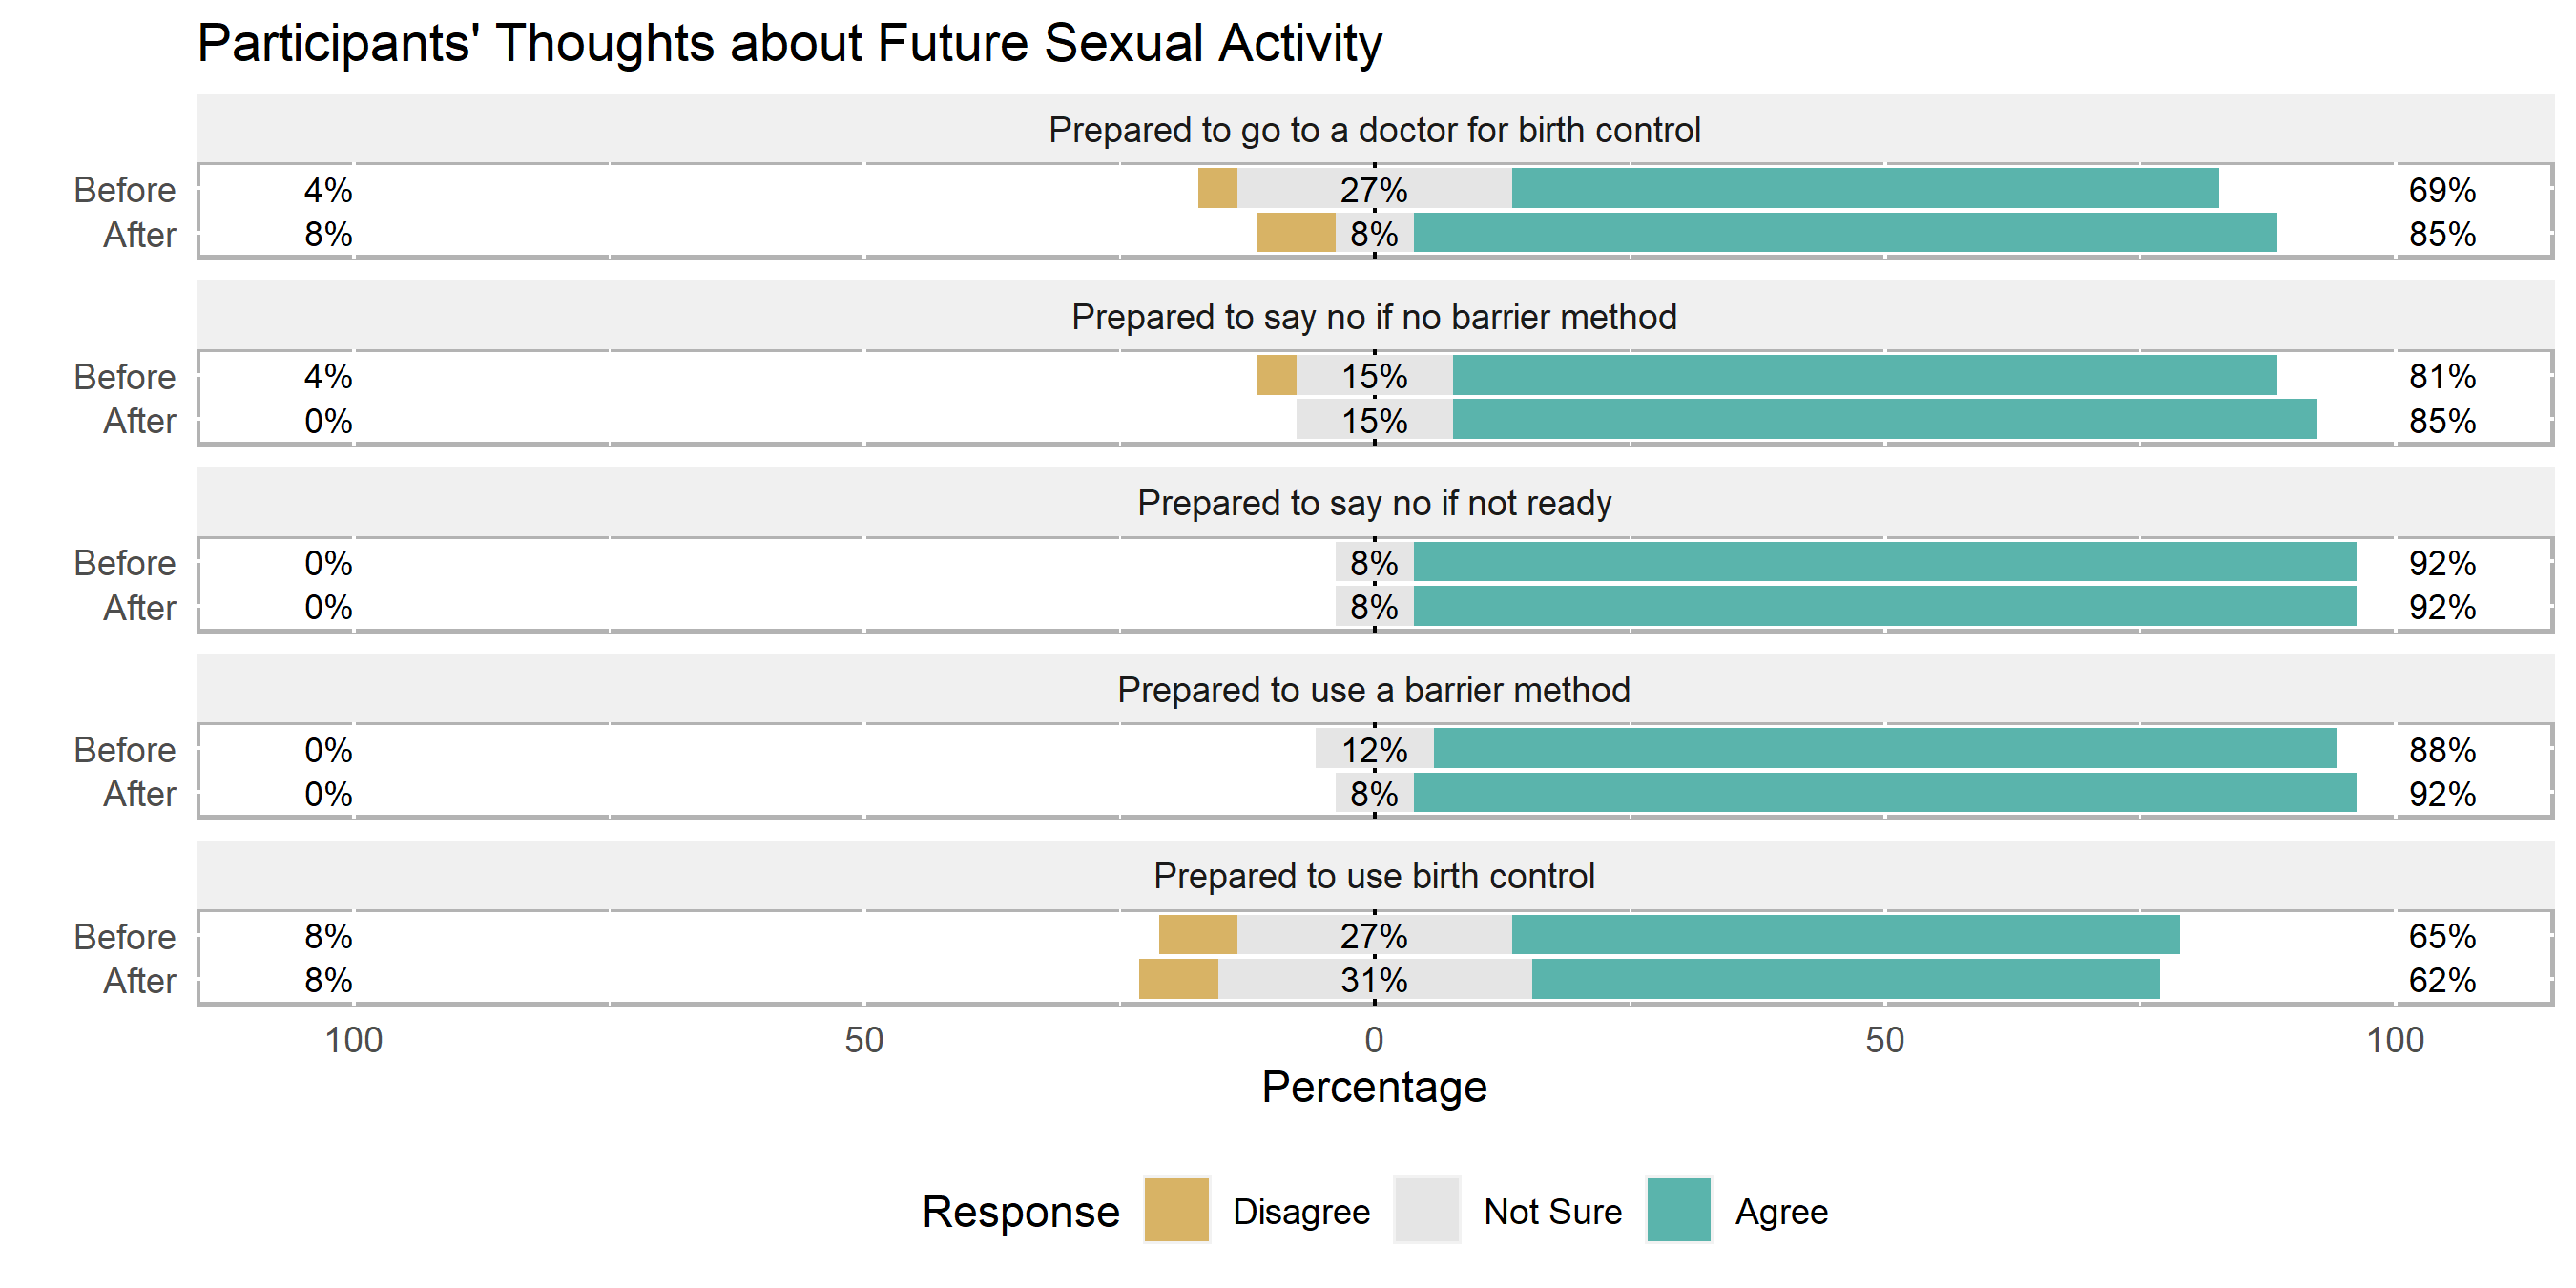 Participants' Thoughts about Future Sexual Activity
Prepared to go to a doctor for birth control
Before 4% 27% 69%
After 8% 8% 85%
Prepared to say no if no barrier method
Before 4% 15% 81%
After 0% 15% 85%
Prepared to say no if not ready
Before 0% 8% 92%
After 0% 8% 92%
Prepared to use a barrier method
Before 0% 12% 88%
After 0% 8% 92%
Prepared to use birth control
Before 8% 27% 65%
After 8% 31% 62%
100 50 0 50 100
Percentage
Response Disagree Not Sure Agree